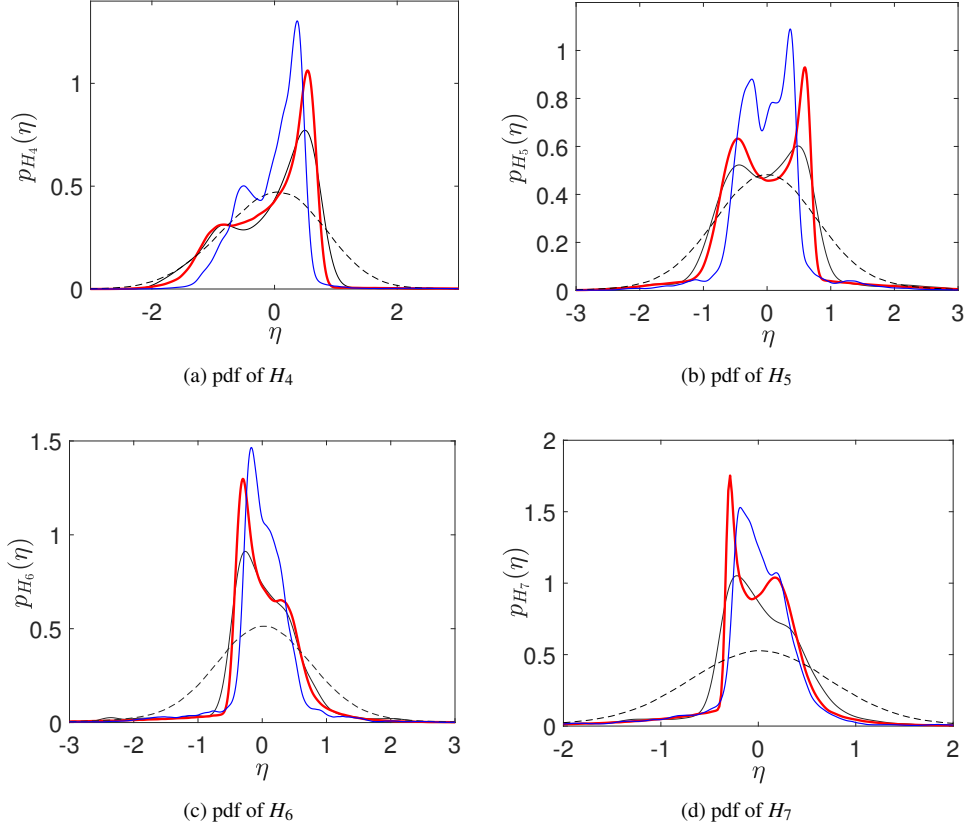 1
0.5
0
-2 0 2
p_{H_4}(η)
η
(a) pdf of H_4
1
0.8
0.6
0.4
0.2
0
-3 -2 -1 0 1 2 3
p_{H_5}(η)
η
(b) pdf of H_5
1.5
1
0.5
0
-3 -2 -1 0 1 2 3
p_{H_6}(η)
η
(c) pdf of H_6
2
1.5
1
0.5
0
-2 -1 0 1 2
p_{H_7}(η)
η
(d) pdf of H_7